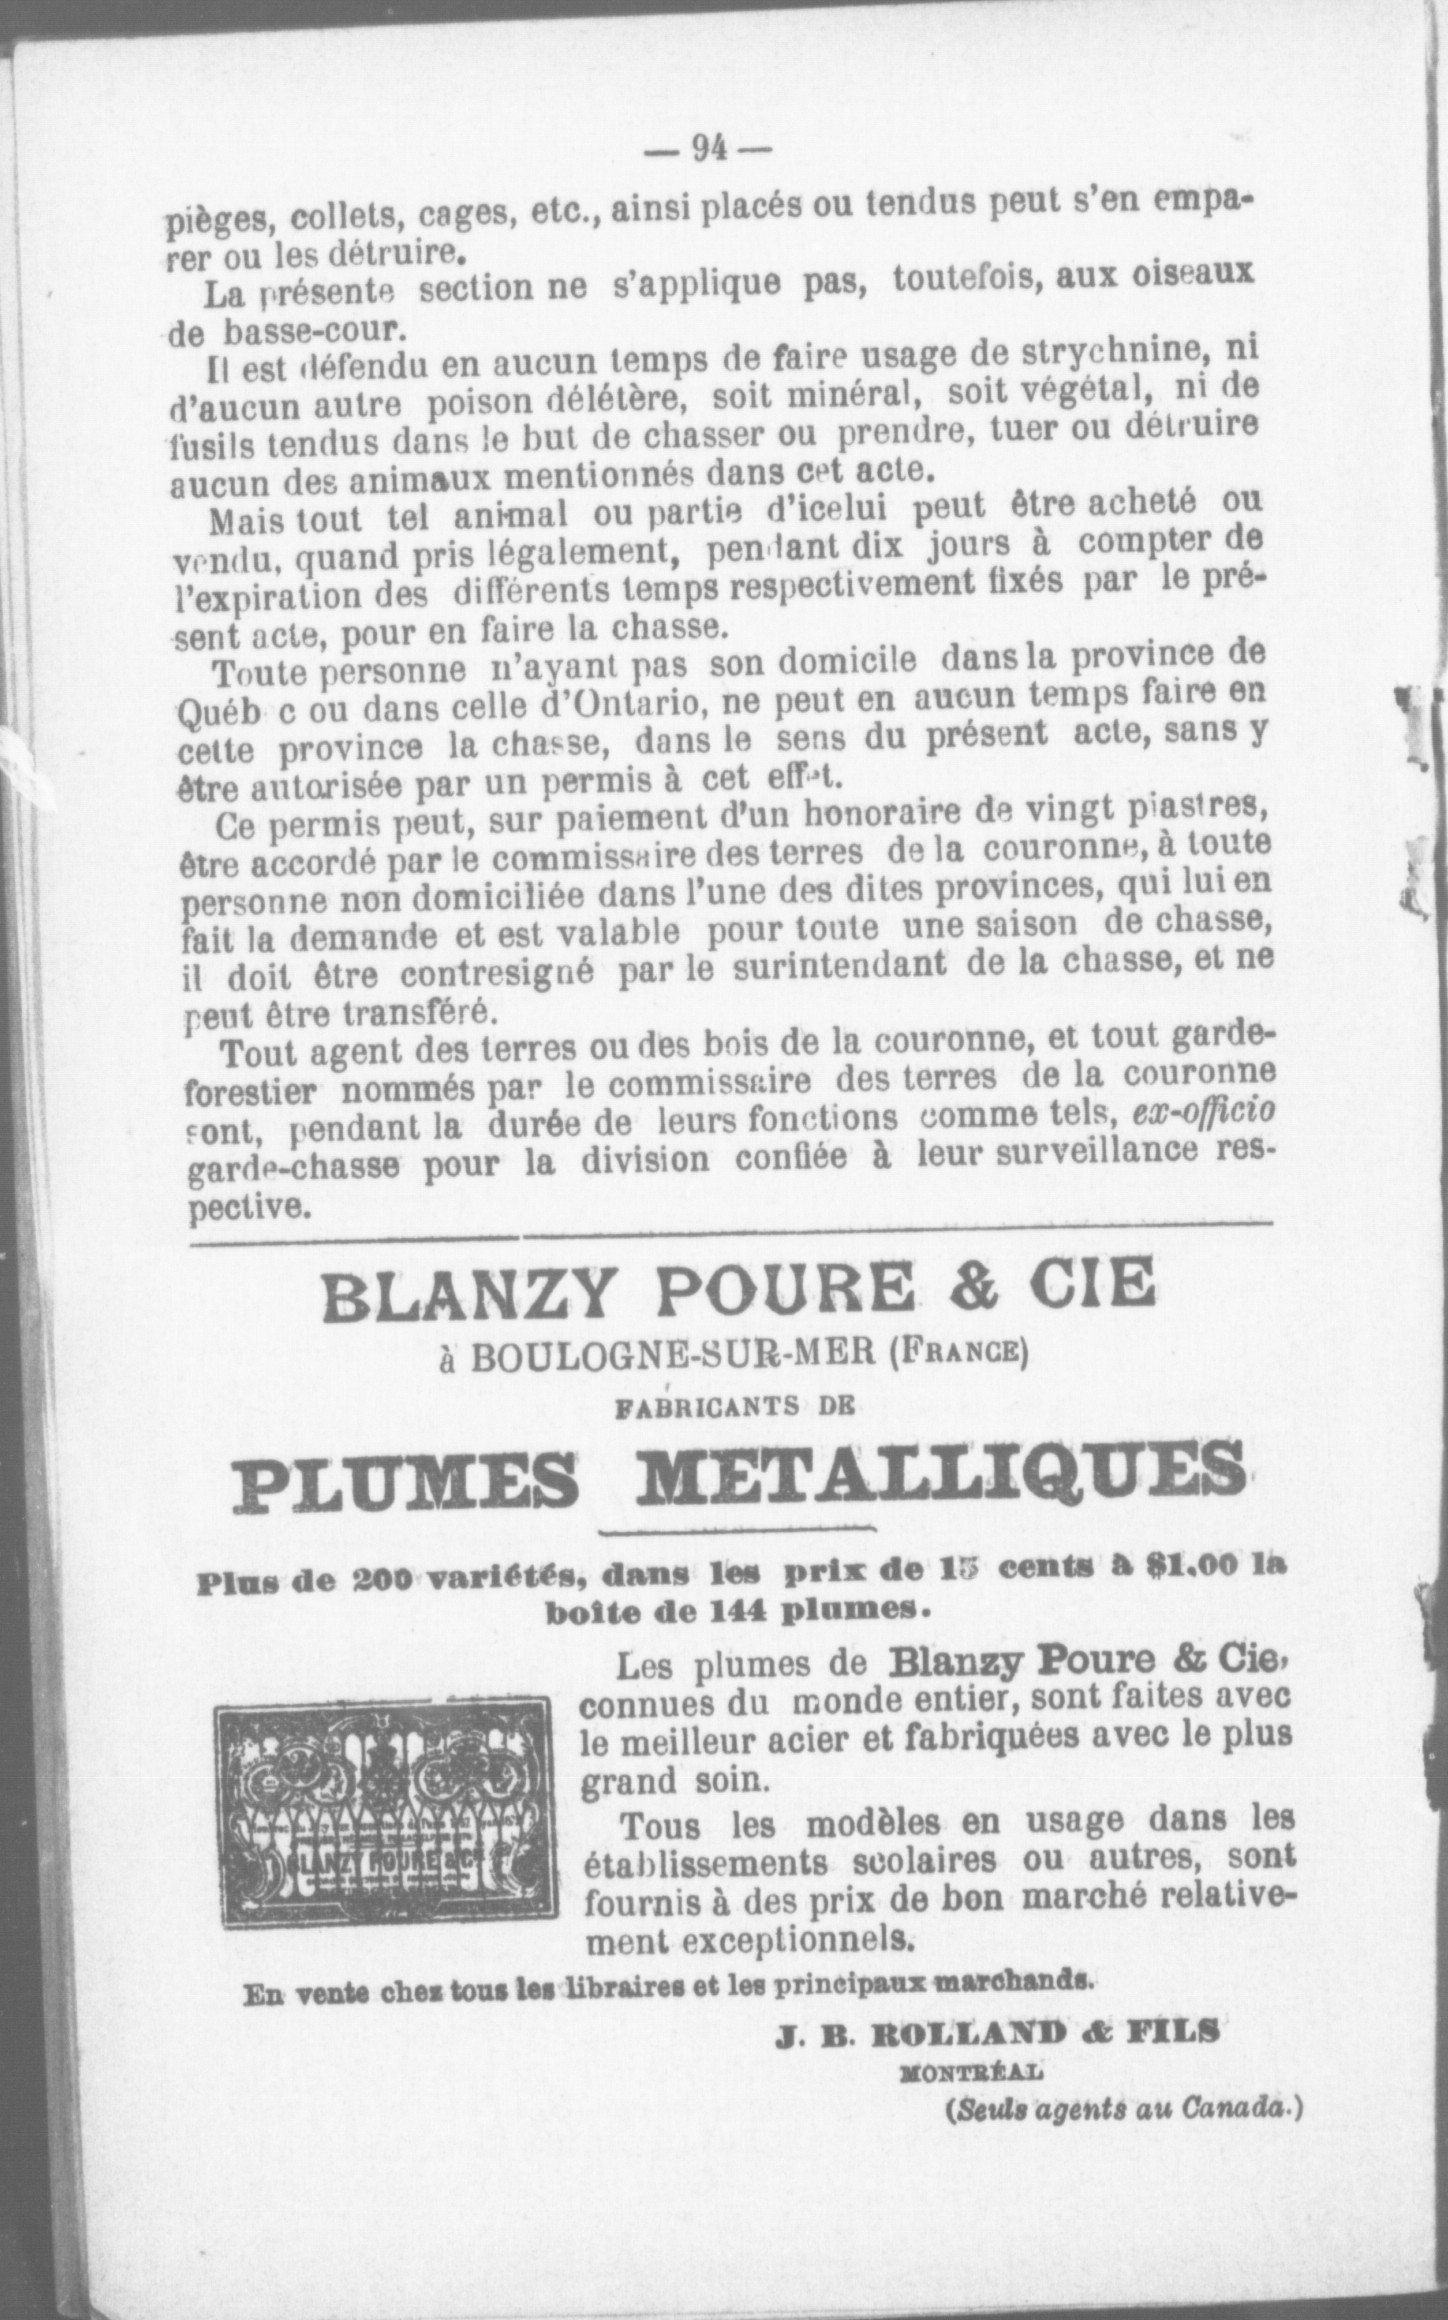 — 94 —
pièges, collets, cages, etc., ainsi placés ou tendus peut s'en empa-
rer ou les détruire.
La présente section ne s'applique pas, toutefois, aux oiseaux
de basse-cour.
Il est défendu en aucun temps de faire usage de strychnine, ni
d'aucun autre poison délétère, soit minéral, soit végétal, ni de
fusils tendus dans le but de chasser ou prendre, tuer ou détruire
aucun des animaux mentionnés dans cet acte.
Mais tout tel animal ou partie d'icelui peut être acheté ou
vendu, quand pris légalement, pendant dix jours à compter de
l'expiration des différents temps respectivement fixés par le pré-
sent acte, pour en faire la chasse.
Toute personne n'ayant pas son domicile dans la province de
Québ c ou dans celle d'Ontario, ne peut en aucun temps faire en
cette province la chasse, dans le sens du présent acte, sans y
être autorisée par un permis à cet effet.
Ce permis peut, sur paiement d'un honoraire de vingt piastres,
être accordé par le commissaire des terres de la couronne, à toute
personne non domiciliée dans l'une des dites provinces, qui lui en
fait la demande et est valable pour toute une saison de chasse,
il doit être contresigné par le surintendant de la chasse, et ne
peut être transféré.
Tout agent des terres ou des bois de la couronne, et tout garde-
forestier nommés par le commissaire des terres de la couronne
sont, pendant la durée de leurs fonctions comme tels, ex-officio
garde-chasse pour la division confiée à leur surveillance res-
pective.
BLANZY POURE & CIE
à BOULOGNE-SUR-MER (FRANCE)
FABRICANTS DE
PLUMES METALLIQUES
Plus de 200 variétés, dans les prix de 15 cents à $1.00 la
boîte de 144 plumes.
Les plumes de Blanzy Poure & Cie,
connues du monde entier, sont faites avec
le meilleur acier et fabriquées avec le plus
grand soin.
Tous les modèles en usage dans les
établissements scolaires ou autres, sont
fournis à des prix de bon marché relative-
ment exceptionnels.
BLANZY POURE & Cie
En vente chez tous les libraires et les principaux marchands.
J. B. ROLLAND & FILS
MONTRÉAL
(Seuls agents au Canada.)